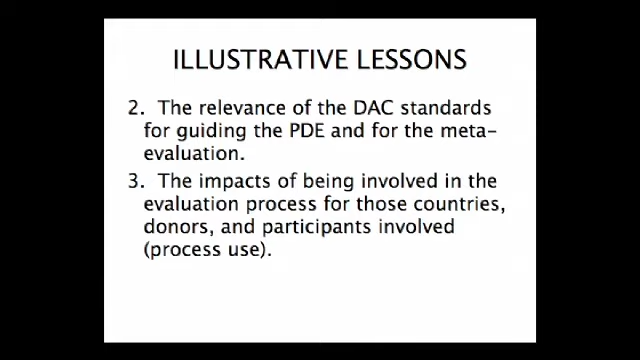 ILLUSTRATIVE LESSONS
2. The relevance of the DAC standards
for guiding the PDE and for the meta-
evaluation.
3. The impacts of being involved in the
evaluation process for those countries,
donors, and participants involved
(process use).